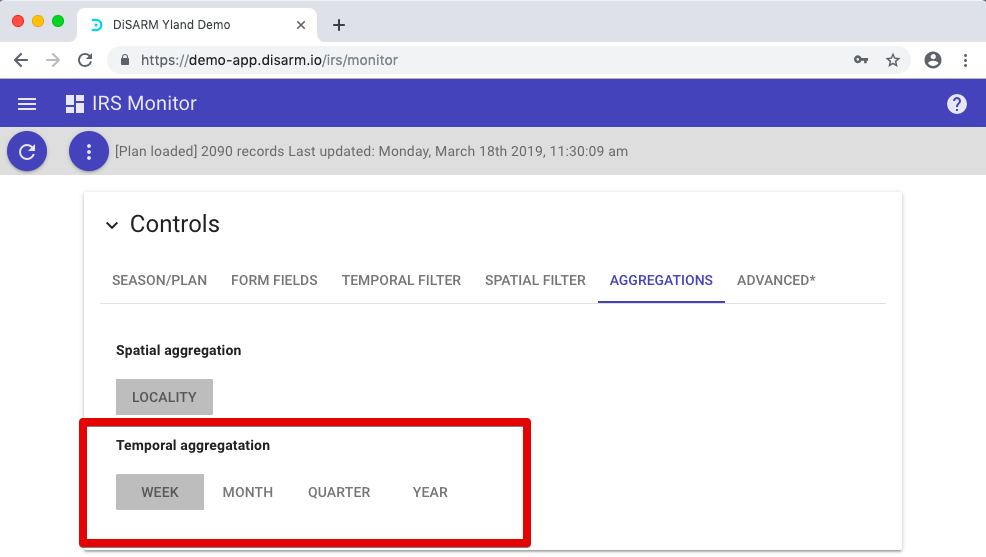 DiSARM Yland Demo
https://demo-app.disarm.io/irs/monitor
IRS Monitor
?
[Plan loaded] 2090 records Last updated: Monday, March 18th 2019, 11:30:09 am
Controls
SEASON/PLAN FORM FIELDS TEMPORAL FILTER SPATIAL FILTER AGGREGATIONS ADVANCED*
Spatial aggregation
LOCALITY
Temporal aggregatation
WEEK MONTH QUARTER YEAR